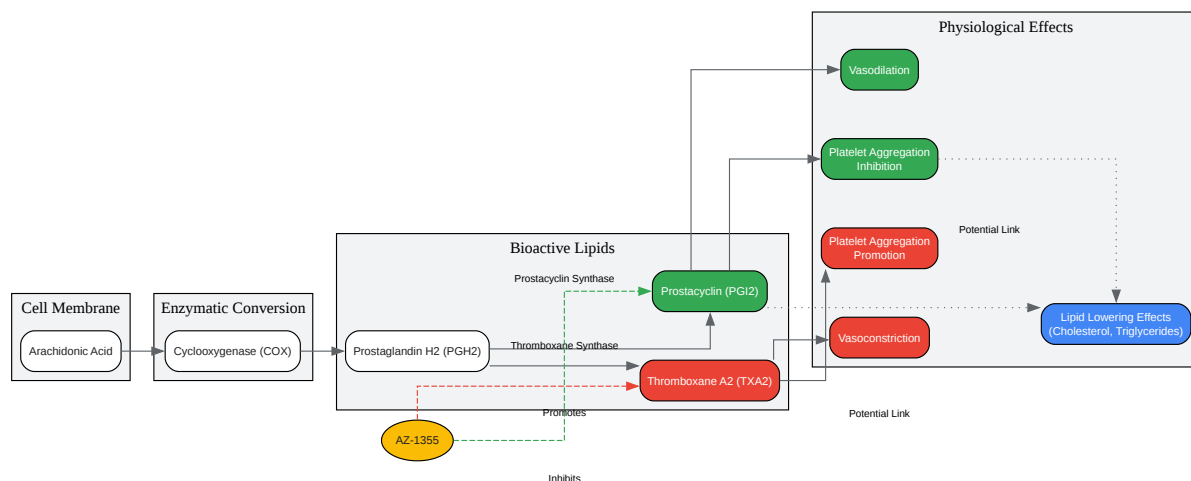 Physiological Effects
Vasodilation
Platelet Aggregation
Inhibition
Potential Link
Platelet Aggregation
Promotion
Bioactive Lipids
Prostacyclin Synthase
Prostacyclin (PGI2)
Cell Membrane
Enzymatic Conversion
Lipid Lowering Effects
(Cholesterol, Triglycerides)
Arachidonic Acid
Cyclooxygenase (COX)
Prostaglandin H2 (PGH2)
Thromboxane Synthase
Vasoconstriction
Thromboxane A2 (TXA2)
Promotes
Potential Link
AZ-1355
Inhibits